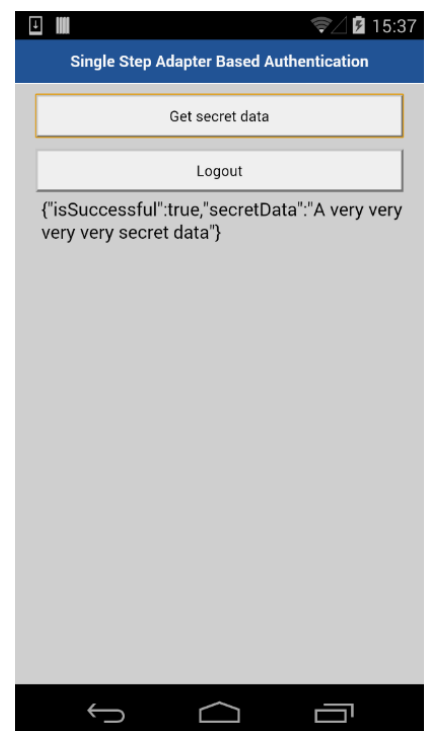 15:37
Single Step Adapter Based Authentication
Get secret data
Logout
{"isSuccessful":true,"secretData":"A very very
very very secret data"}